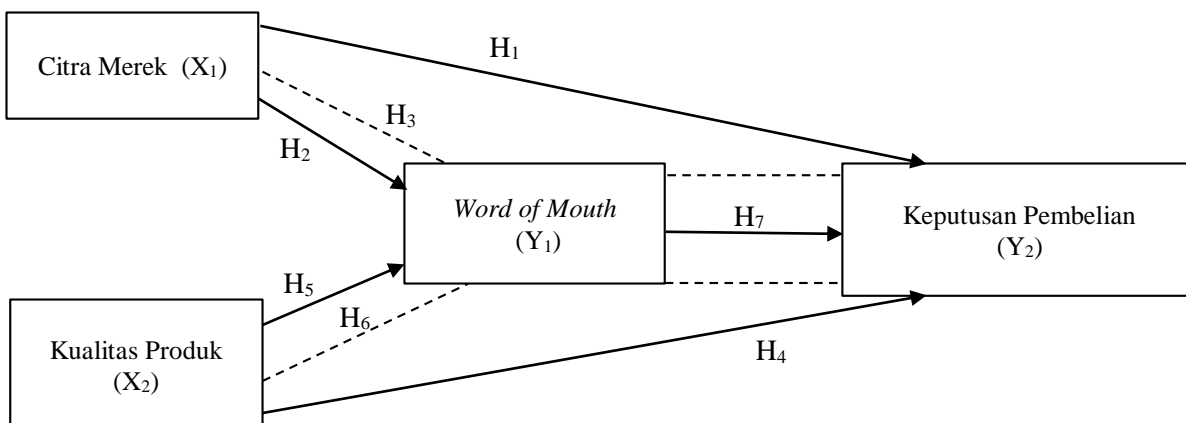 H₁
Citra Merek (X₁)
H₃
H₂
Word of Mouth
(Y₁)
H₇
Keputusan Pembelian
(Y₂)
H₅
H₆
Kualitas Produk
(X₂)
H₄